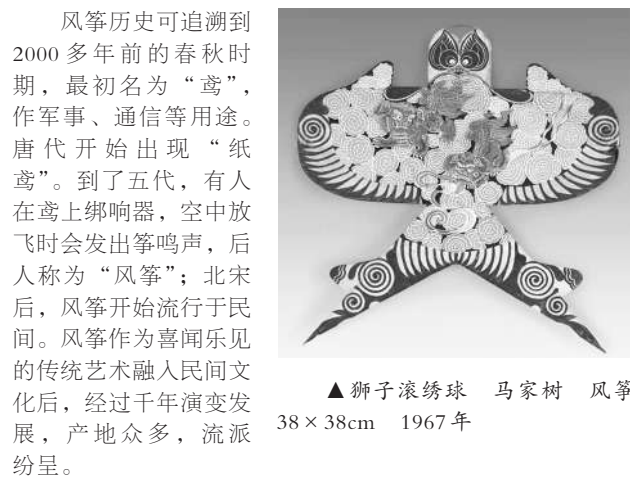 风筝历史可追溯到
2000多年前的春秋时
期，最初名为“鸢”，
作军事、通信等用途。
唐代开始出现“纸
鸢”。到了五代，有人
在鸢上绑响器，空中放
飞时会发出筝鸣声，后
人称为“风筝”；北宋
后，风筝开始流行于民
间。风筝作为喜闻乐见
的传统艺术融入民间文
化后，经过千年演变发
展，产地众多，流派
纷呈。
▲狮子滚绣球 马家树 风筝
38×38cm 1967年